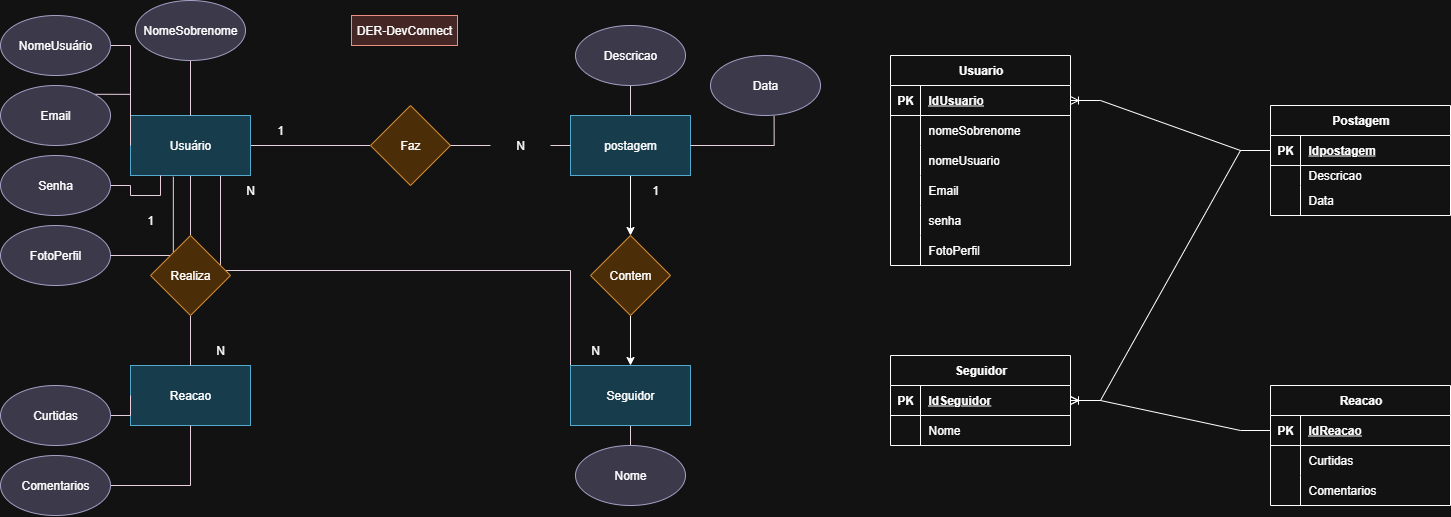 DER-DevConnect
NomeSobrenome
NomeUsuário
Email
Usuário
Senha
FotoPerfil
1
Faz
N
Descricao
Data
postagem
1
N
1
Realiza
Contem
N
N
Reacao
Seguidor
Curtidas
Comentarios
Nome
Usuario
PK IdUsuario
nomeSobrenome
nomeUsuario
Email
senha
FotoPerfil
Postagem
PK Idpostagem
Descricao
Data
Seguidor
PK IdSeguidor
Nome
Reacao
PK IdReacao
Curtidas
Comentarios